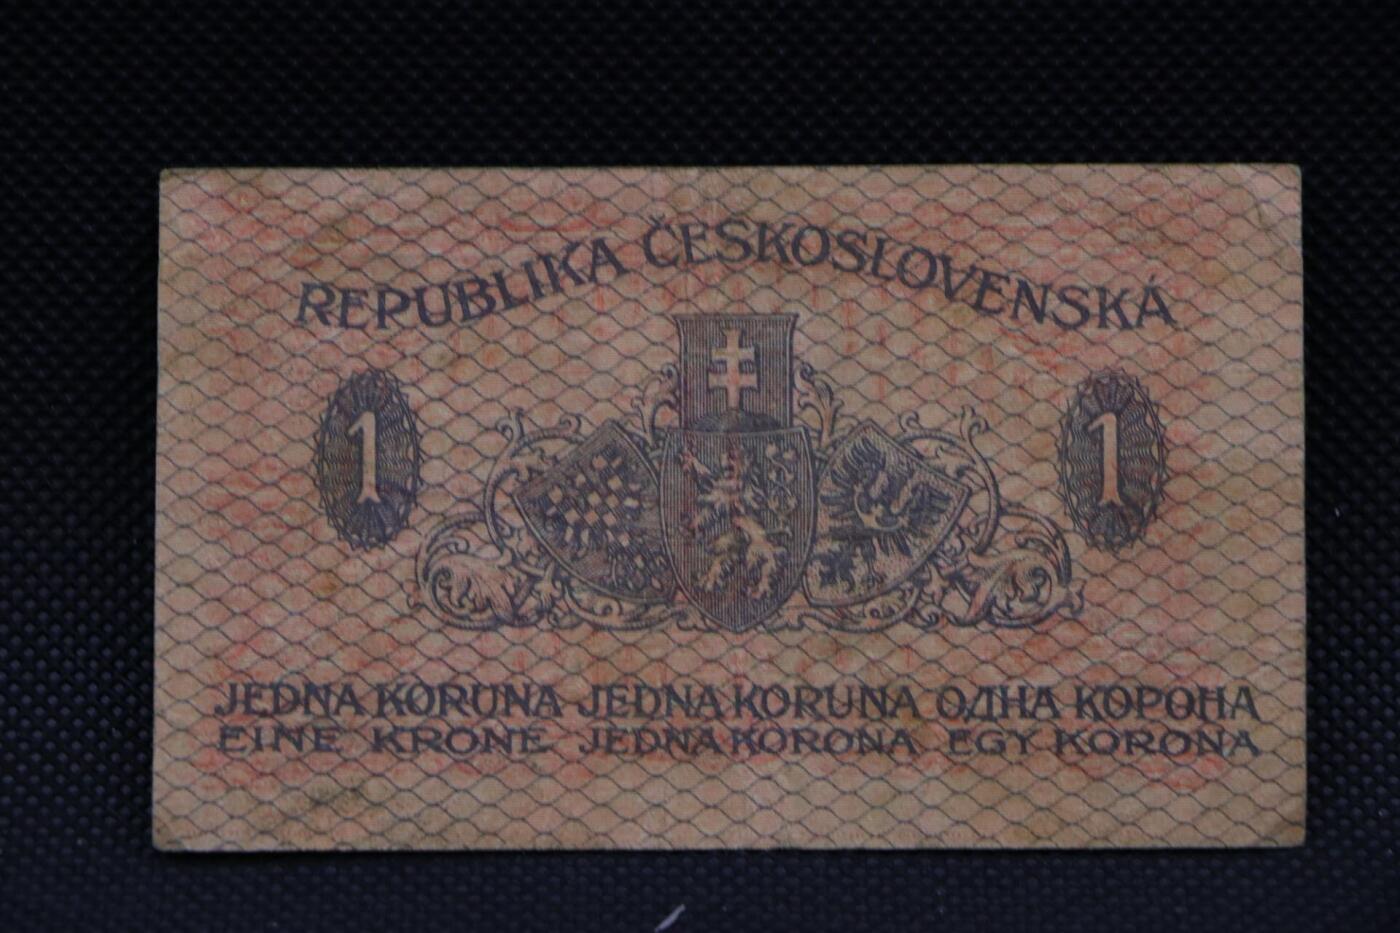 REPUBLIKA ČESKOSLOVENSKÁ
1 1
JEDNA KORUNA JEDNA KORUNA ОДНА КОРОНА
EINE KRONE JEDNA KORONA EGY KORONA